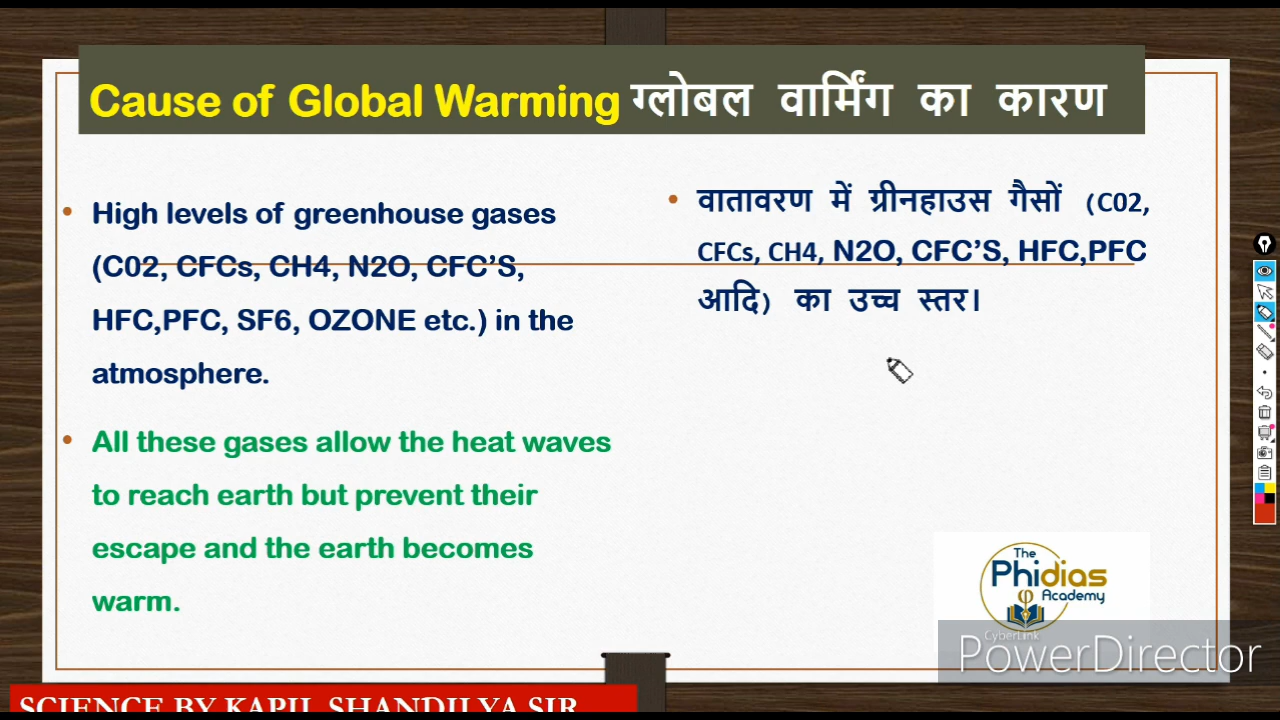 Cause of Global Warming ग्लोबल वार्मिंग का कारण
High levels of greenhouse gases
(C02, CFCs, CH4, N2O, CFC’S,
HFC,PFC, SF6, OZONE etc.) in the
atmosphere.
All these gases allow the heat waves
to reach earth but prevent their
escape and the earth becomes
warm.
वातावरण में ग्रीनहाउस गैसों (C02,
CFCs, CH4, N2O, CFC’S, HFC,PFC
आदि) का उच्च स्तर।
The
Phidias
Academy
CyberLink
PowerDirector
SCIENCE BY KAPIL SHANDILYA SIR